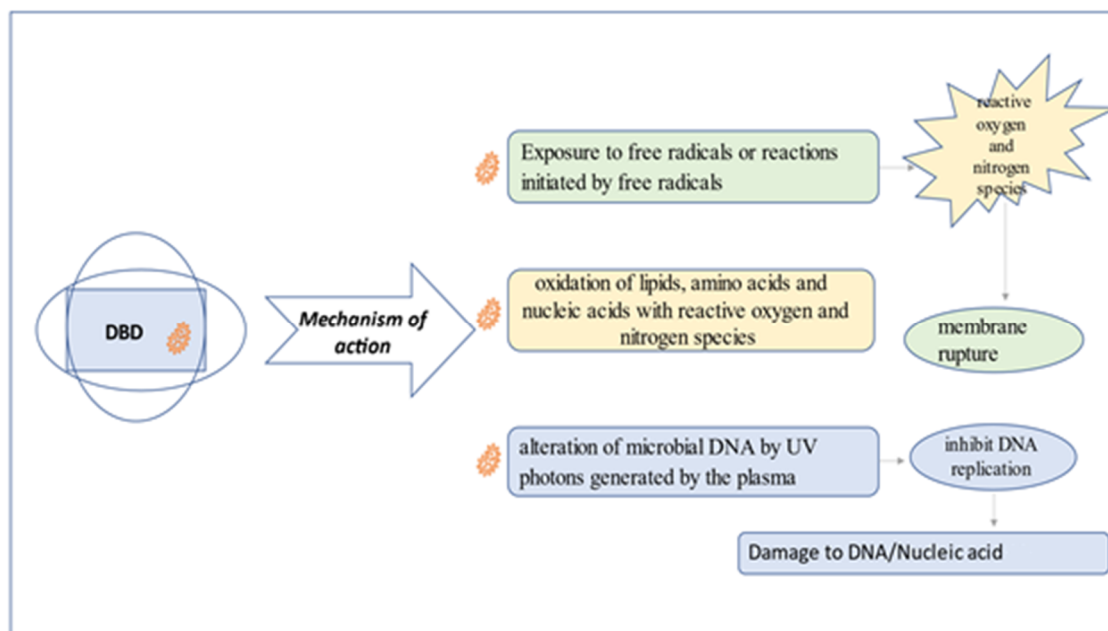 DBD
Mechanism of
action
Exposure to free radicals or reactions
initiated by free radicals
reactive
oxygen
and
nitrogen
species
oxidation of lipids, amino acids and
nucleic acids with reactive oxygen and
nitrogen species
membrane
rupture
alteration of microbial DNA by UV
photons generated by the plasma
inhibit DNA
replication
Damage to DNA/Nucleic acid